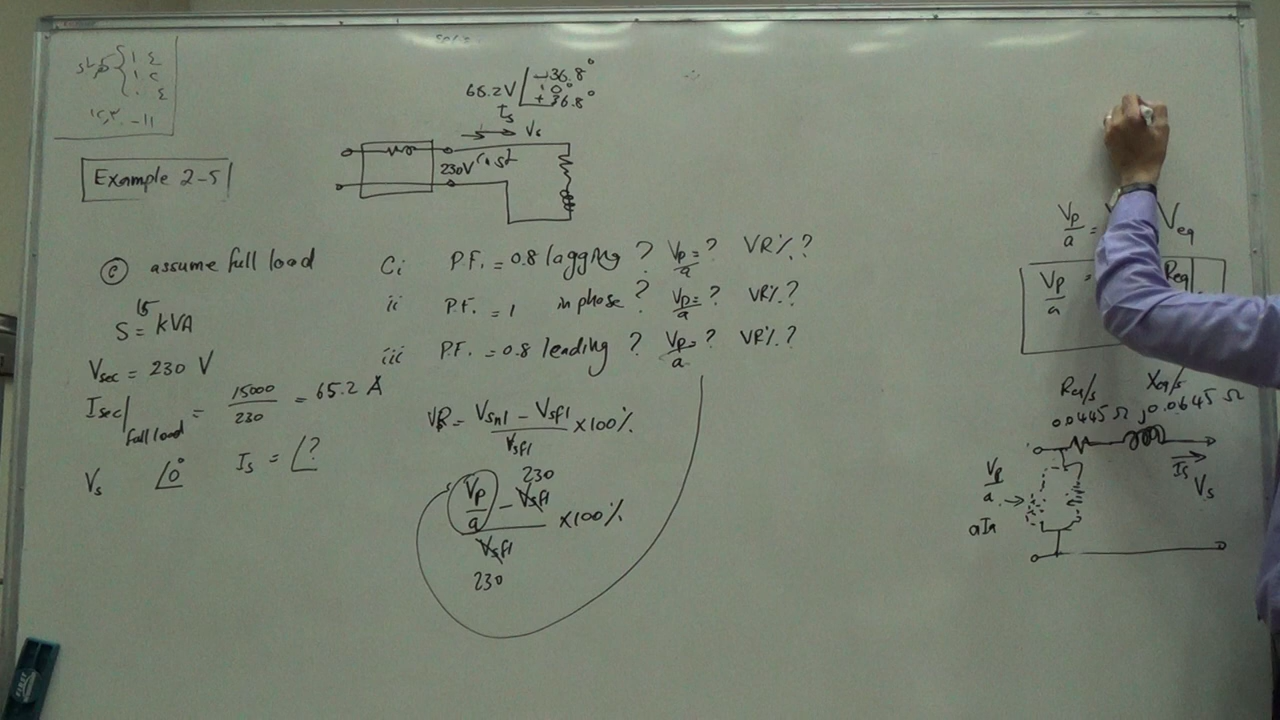 66.2V ∠ -36.8°
0°
+36.8°
Is
Vs
230V
Example 2-5
ⓒ assume full load
S = 15 kVA
Vsec = 230 V
Isec/full load = 15000/230 = 65.2 A
Vs ∠0° Is = ∠?
Ci P.F. = 0.8 lagging ? Vp/a = ? VR% ?
ii P.F. = 1 in phase ? Vp/a = ? VR% ?
iii P.F. = 0.8 leading ? Vp/a = ? VR% ?
VR = Vsnl - Vsfl / Vsfl X100%
230
Vp/a - Vsfl / Vsfl X100%
230
Vp/a = Veq
Vp/a = Req
Req/s Xeq/s
0.0445 Ω j0.0645 Ω
Is
Vp/a
Vs
FIRST